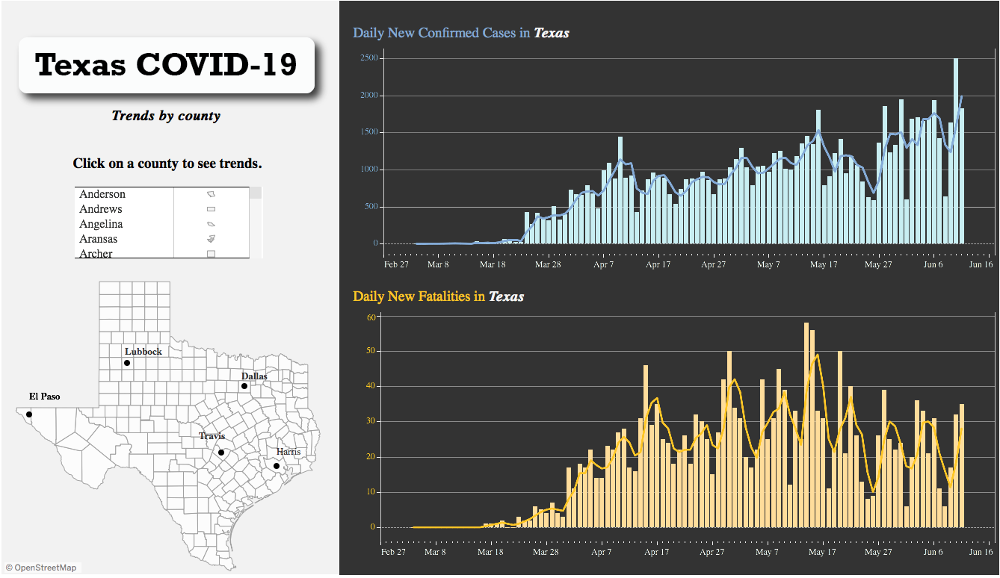 Texas COVID-19
Trends by county
Click on a county to see trends.
Anderson
Andrews
Angelina
Aransas
Archer
Lubbock
Dallas
El Paso
Travis
Harris
© OpenStreetMap
Daily New Confirmed Cases in Texas
2500
2000
1500
1000
500
0
Feb 27 Mar 8 Mar 18 Mar 28 Apr 7 Apr 17 Apr 27 May 7 May 17 May 27 Jun 6 Jun 16
Daily New Fatalities in Texas
60
50
40
30
20
10
0
Feb 27 Mar 8 Mar 18 Mar 28 Apr 7 Apr 17 Apr 27 May 7 May 17 May 27 Jun 6 Jun 16